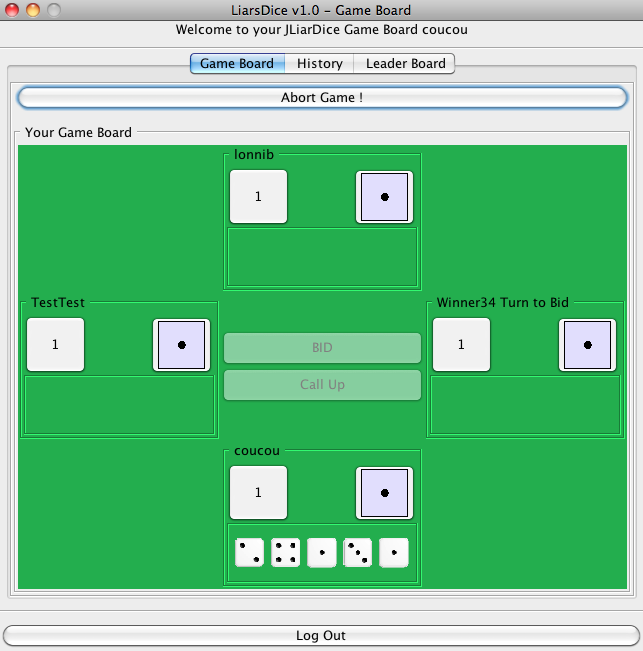 LiarsDice v1.0 - Game Board
Welcome to your JLiarDice Game Board coucou
Game Board History Leader Board
Abort Game !
Your Game Board
lonnib
1
TestTest
1
Winner34 Turn to Bid
1
BID
Call Up
coucou
1
Log Out